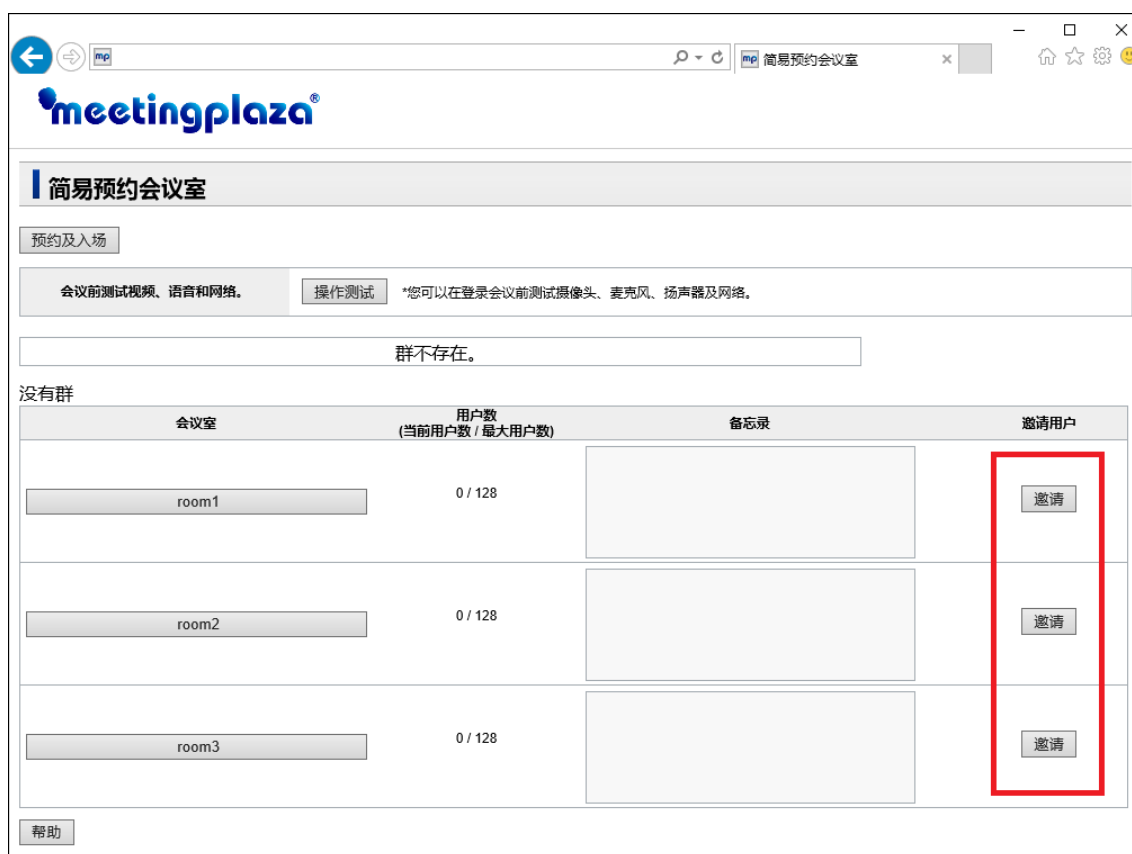 mp
mp 简易预约会议室
meetingplaza®
简易预约会议室
预约及入场
会议前测试视频、语音和网络。 操作测试 *您可以在登录会议前测试摄像头、麦克风、扬声器及网络。
群不存在。
没有群
会议室 用户数 备忘录 邀请用户
(当前用户数 / 最大用户数)
room1 0 / 128 邀请
room2 0 / 128 邀请
room3 0 / 128 邀请
帮助